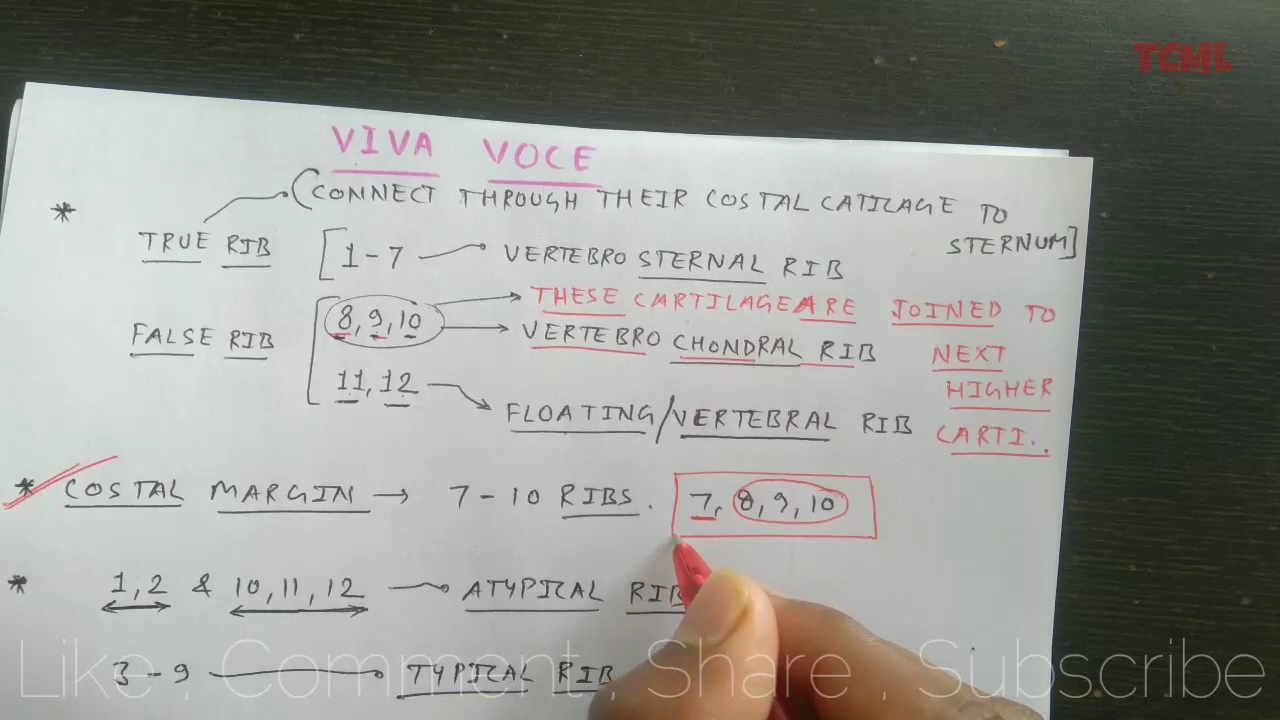 TCML
VIVA VOCE
* (CONNECT THROUGH THEIR COSTAL CATILAGE TO STERNUM]
TRUE RIB [1-7 VERTEBRO STERNAL RIB
THESE CARTILAGE ARE JOINED TO NEXT HIGHER CARTI..
FALSE RIB 8, 9, 10 → VERTEBRO CHONDRAL RIB
11, 12 FLOATING/VERTEBRAL RIB
* COSTAL MARGIN → 7-10 RIBS. 7, 8, 9, 10
* 1, 2 & 10, 11, 12 ATYPICAL RIB
3-9 TYPICAL RIB
Like , Comment , Share , Subscribe